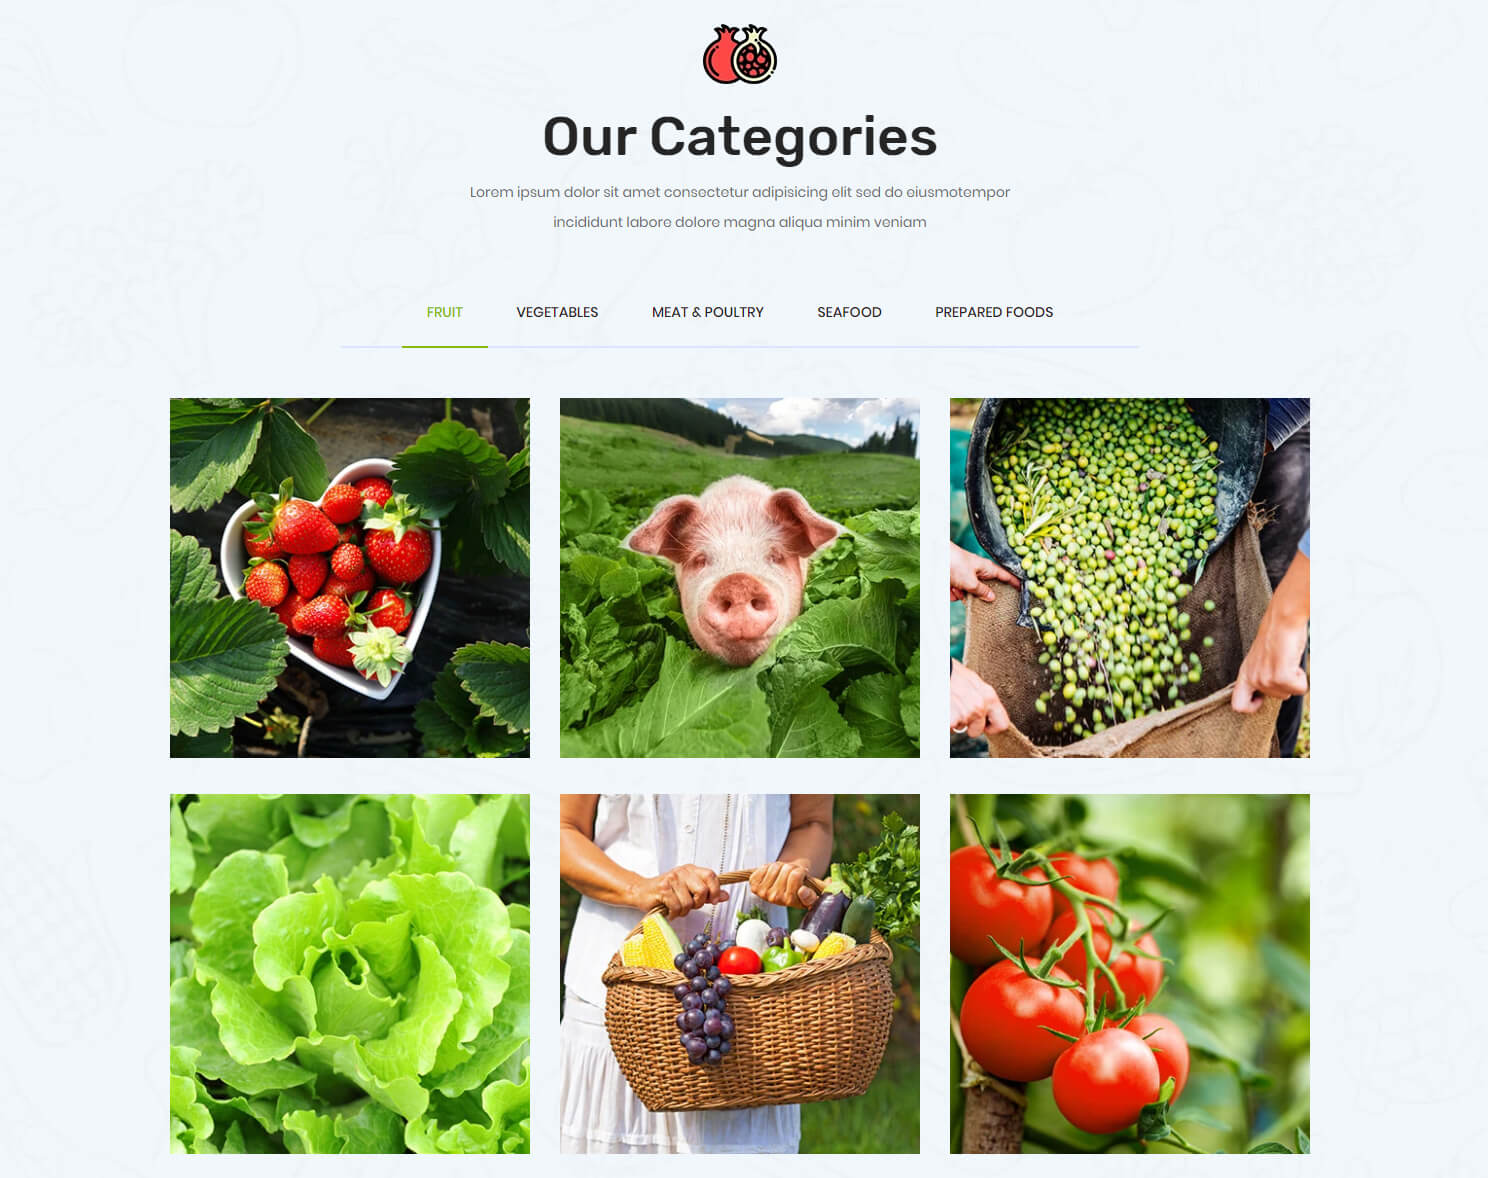 Our Categories
Lorem ipsum dolor sit amet consectetur adipisicing elit sed do eiusmotempor
incididunt labore dolore magna aliqua minim veniam
FRUIT VEGETABLES MEAT & POULTRY SEAFOOD PREPARED FOODS